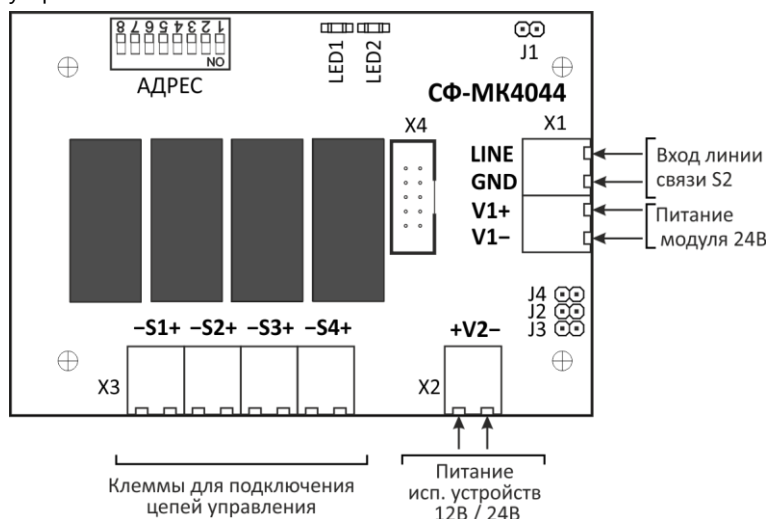 8 7 6 5 4 3 2 1
ON
АДРЕС
LED1
LED2
J1
СФ-МК4044
X4
X1
LINE
GND
V1+
V1−
Вход линии
связи S2
Питание
модуля 24В
J4
J2
J3
−S1+ −S2+ −S3+ −S4+
+V2−
X3
X2
Клеммы для подключения
цепей управления
Питание
исп. устройств
12В / 24В